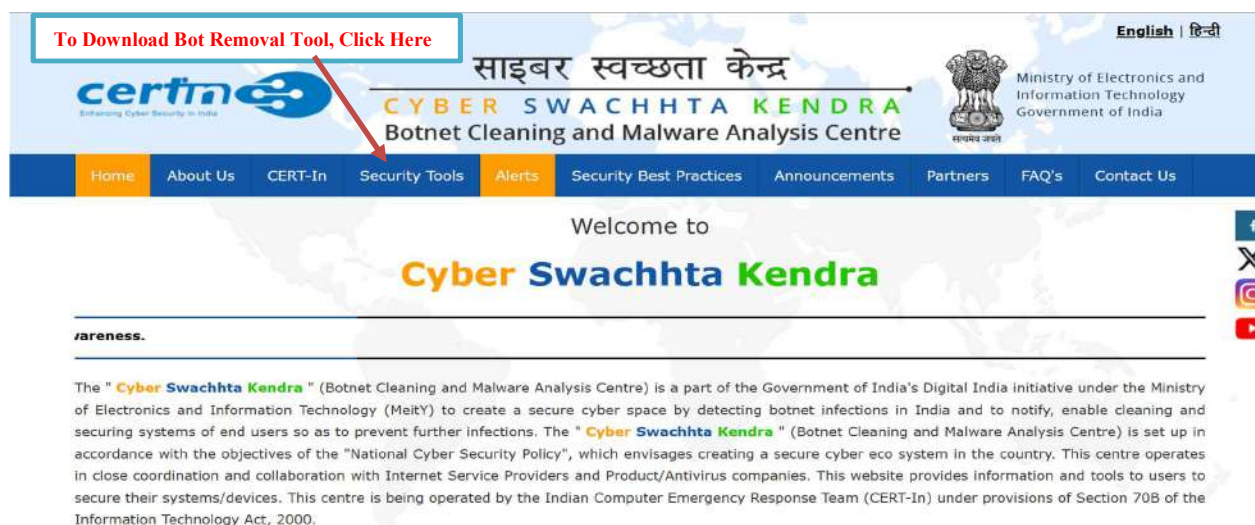 To Download Bot Removal Tool, Click Here
English | हिन्दी
certin
Enhancing Cyber Security in India
साइबर स्वच्छता केन्द्र
CYBER SWACHHTA KENDRA
Botnet Cleaning and Malware Analysis Centre
सत्यमेव जयते
Ministry of Electronics and
Information Technology
Government of India
Home About Us CERT-In Security Tools Alerts Security Best Practices Announcements Partners FAQ's Contact Us
Welcome to
Cyber Swachhta Kendra
wareness.
The " Cyber Swachhta Kendra " (Botnet Cleaning and Malware Analysis Centre) is a part of the Government of India's Digital India initiative under the Ministry
of Electronics and Information Technology (MeitY) to create a secure cyber space by detecting botnet infections in India and to notify, enable cleaning and
securing systems of end users so as to prevent further infections. The " Cyber Swachhta Kendra " (Botnet Cleaning and Malware Analysis Centre) is set up in
accordance with the objectives of the "National Cyber Security Policy", which envisages creating a secure cyber eco system in the country. This centre operates
in close coordination and collaboration with Internet Service Providers and Product/Antivirus companies. This website provides information and tools to users to
secure their systems/devices. This centre is being operated by the Indian Computer Emergency Response Team (CERT-In) under provisions of Section 70B of the
Information Technology Act, 2000.